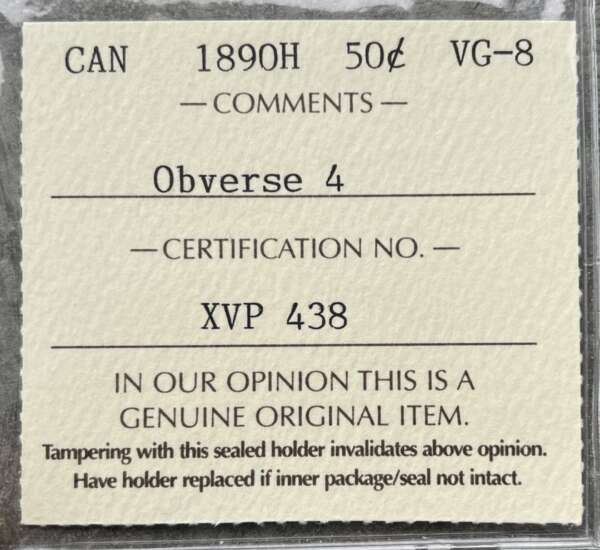 CAN 1890H 50¢ VG-8
— COMMENTS —
Obverse 4
— CERTIFICATION NO. —
XVP 438
IN OUR OPINION THIS IS A
GENUINE ORIGINAL ITEM.
Tampering with this sealed holder invalidates above opinion.
Have holder replaced if inner package/seal not intact.